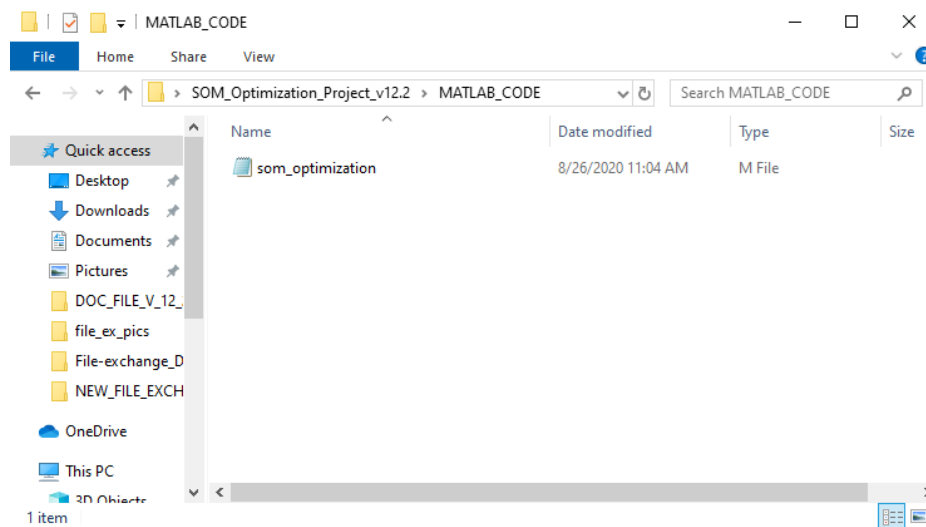 MATLAB_CODE
File Home Share View
SOM_Optimization_Project_v12.2 > MATLAB_CODE Search MATLAB_CODE
Name Date modified Type Size
Quick access
som_optimization 8/26/2020 11:04 AM M File
Desktop
Downloads
Documents
Pictures
DOC_FILE_V_12_
file_ex_pics
File-exchange_D
NEW_FILE_EXCH
OneDrive
This PC
3D Objects
1 item